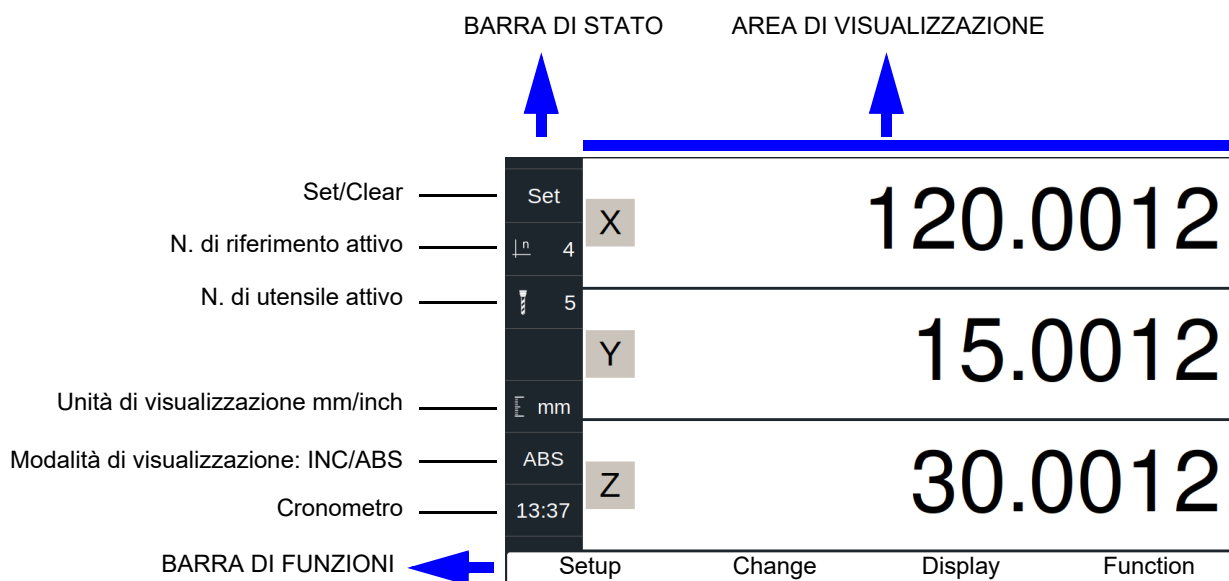 BARRA DI STATO AREA DI VISUALIZZAZIONE
Set/Clear Set
X 120.0012
N. di riferimento attivo n 4
N. di utensile attivo 5
Y 15.0012
Unità di visualizzazione mm/inch mm
Modalità di visualizzazione: INC/ABS ABS
Z 30.0012
Cronometro 13:37
BARRA DI FUNZIONI Setup Change Display Function